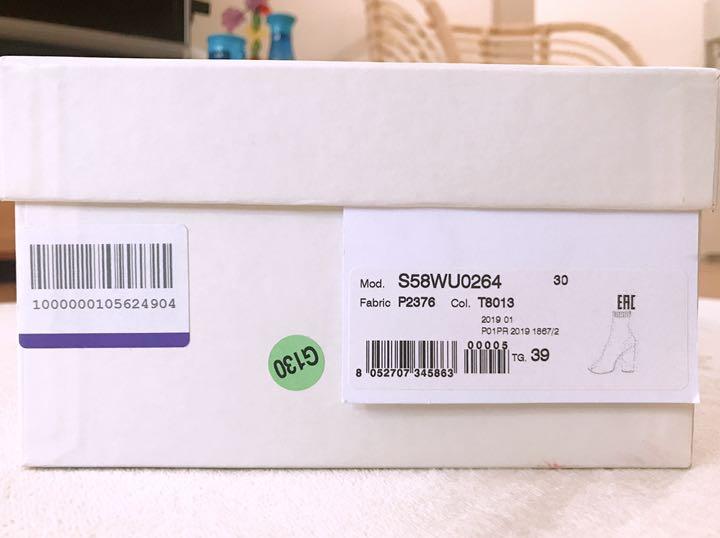 1000000105624904
G130
Mod. S58WU0264 30
Fabric P2376 Col. T8013
EAC
2019 01
P01PR 2019 1867/2
00005
8 052707 345863
TG. 39